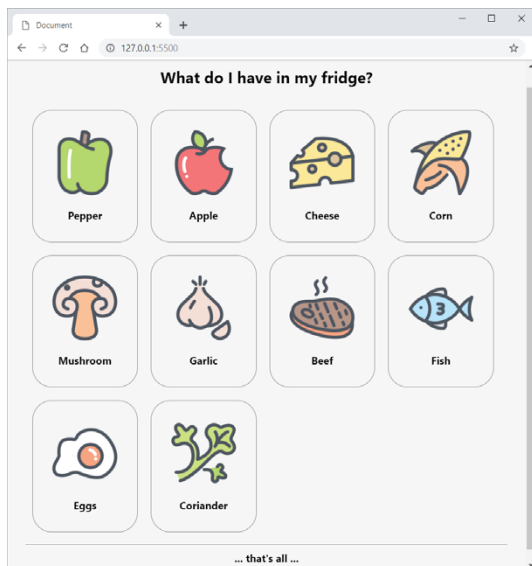 Document
127.0.0.1:5500
What do I have in my fridge?
Pepper
Apple
Cheese
Corn
Mushroom
Garlic
Beef
Fish
3
Eggs
Coriander
... that's all ...